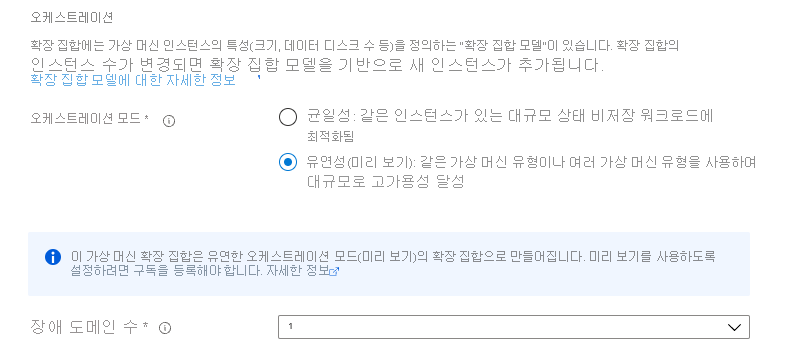 오케스트레이션
확장 집합에는 가상 머신 인스턴스의 특성(크기, 데이터 디스크 수 등)을 정의하는 "확장 집합 모델"이 있습니다. 확장 집합의
인스턴스 수가 변경되면 확장 집합 모델을 기반으로 새 인스턴스가 추가됩니다.
확장 집합 모델에 대한 자세한 정보
오케스트레이션 모드 *
균일성: 같은 인스턴스가 있는 대규모 상태 비저장 워크로드에
최적화됨
유연성(미리 보기): 같은 가상 머신 유형이나 여러 가상 머신 유형을 사용하여
대규모로 고가용성 달성
이 가상 머신 확장 집합은 유연한 오케스트레이션 모드(미리 보기)의 확장 집합으로 만들어집니다. 미리 보기를 사용하도록
설정하려면 구독을 등록해야 합니다. 자세한 정보
장애 도메인 수 *
1